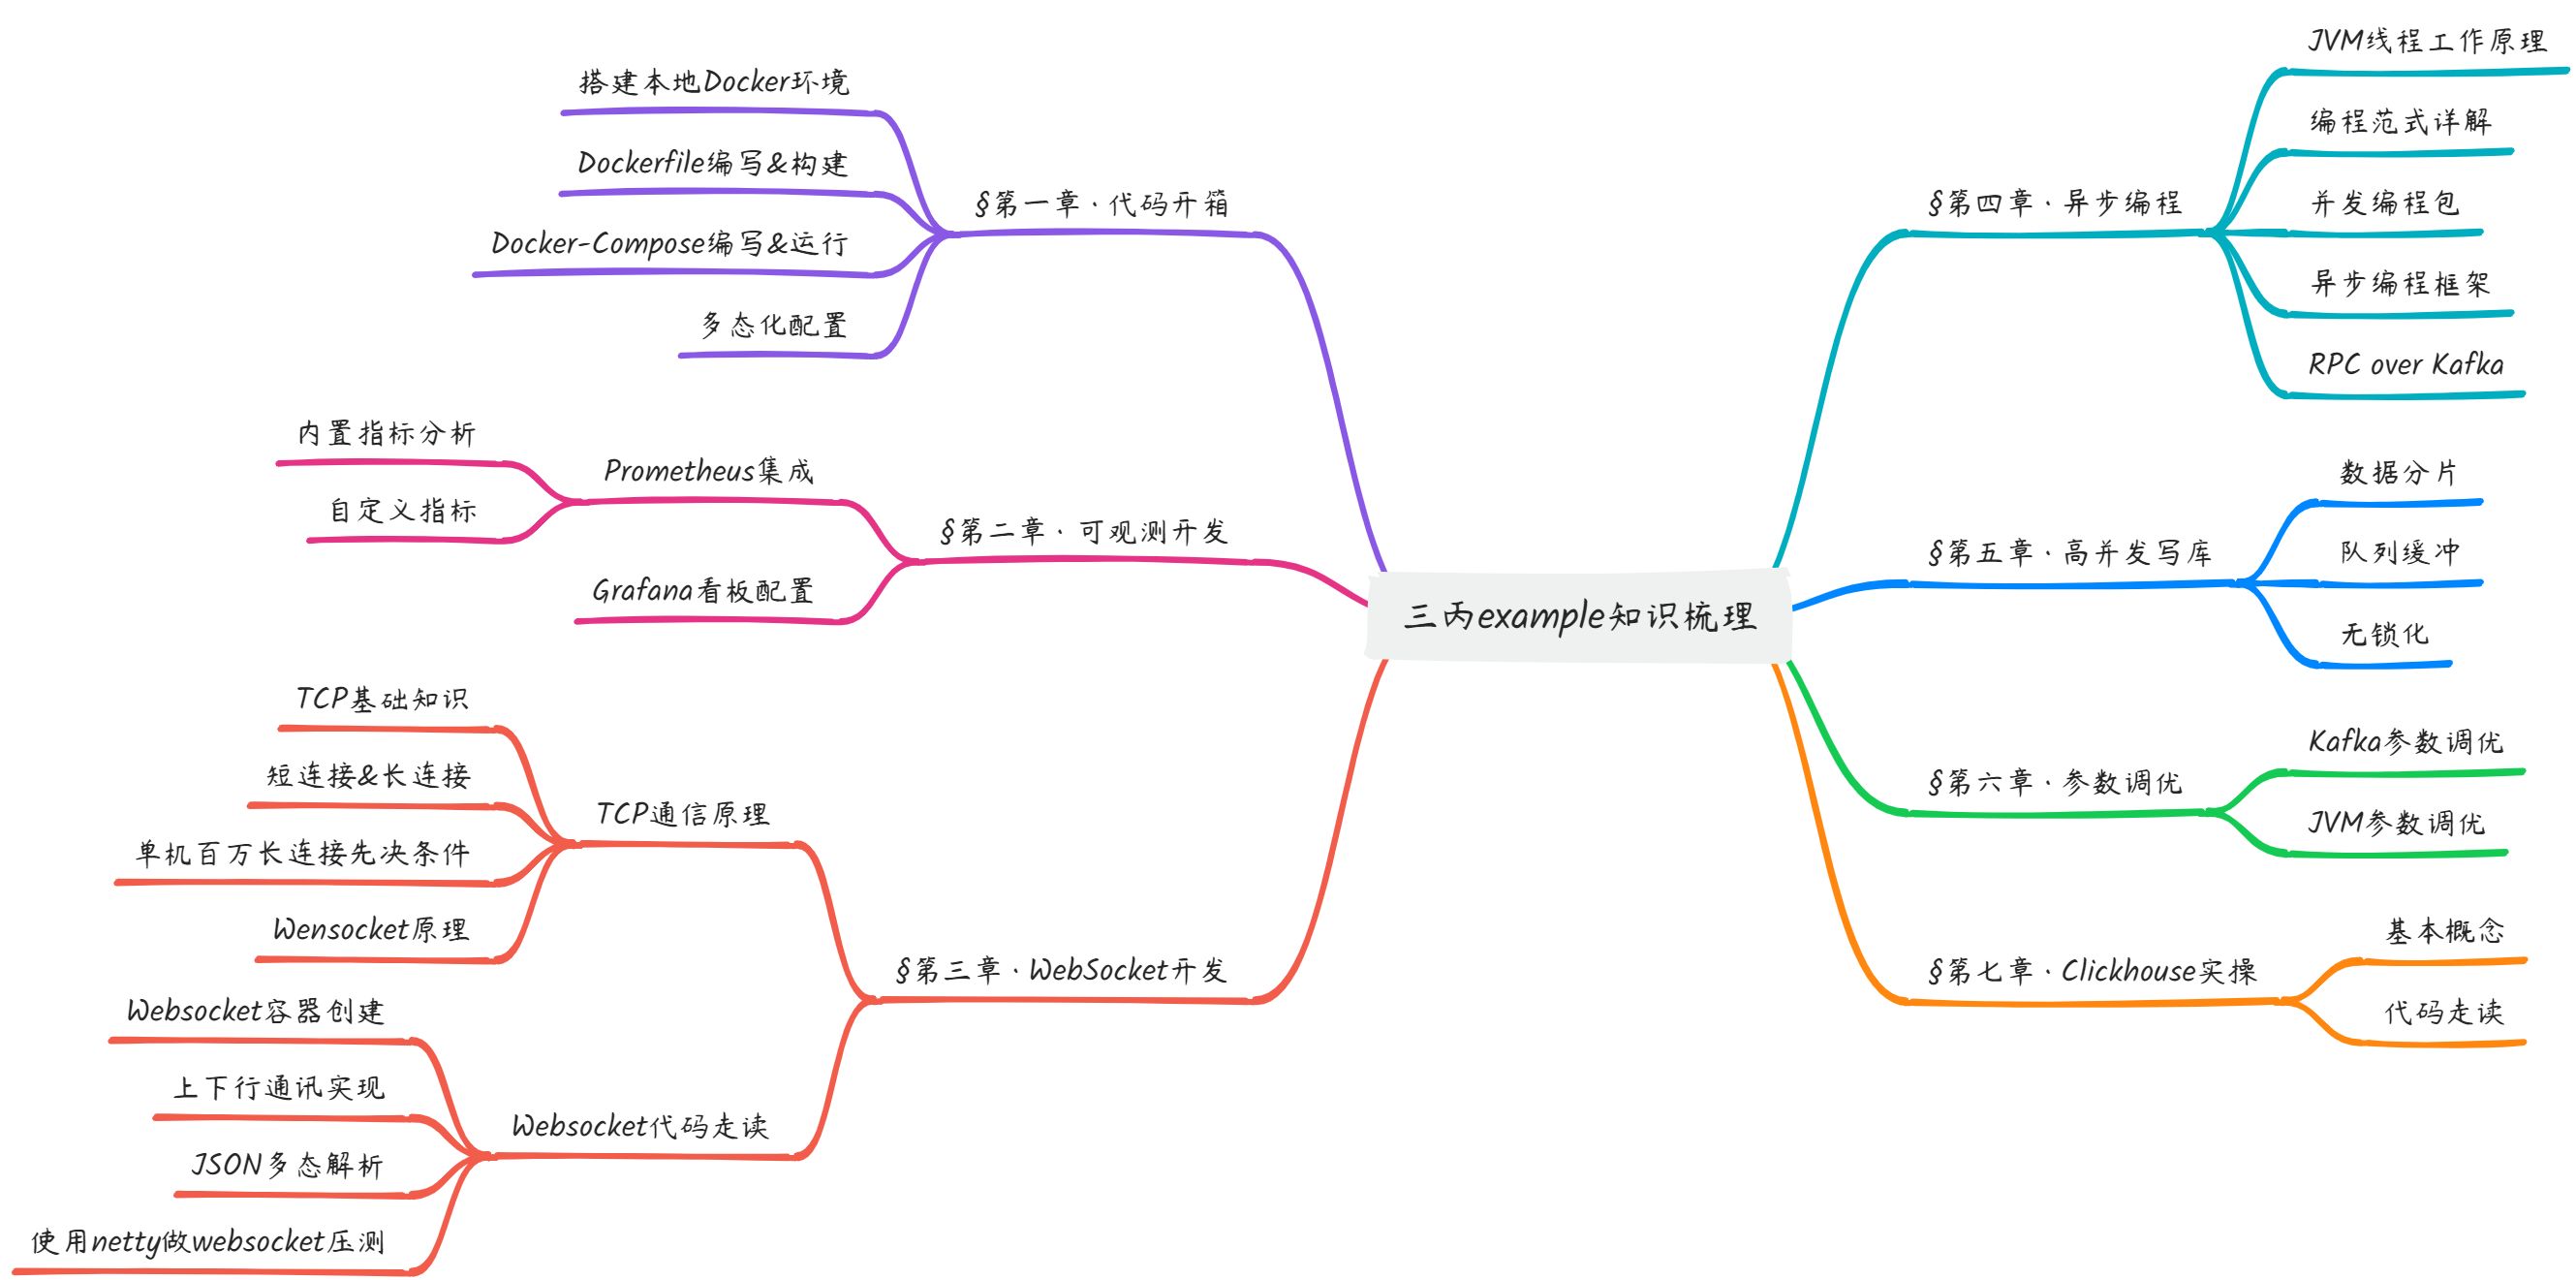 三丙example知识梳理
§第一章·代码开箱
搭建本地Docker环境
Dockerfile编写&构建
Docker-Compose编写&运行
多态化配置
§第二章·可观测开发
Prometheus集成
内置指标分析
自定义指标
Grafana看板配置
§第三章·WebSocket开发
TCP通信原理
TCP基础知识
短连接&长连接
单机百万长连接先决条件
Wensocket原理
Websocket代码走读
Websocket容器创建
上下行通讯实现
JSON多态解析
使用netty做websocket压测
§第四章·异步编程
JVM线程工作原理
编程范式详解
并发编程包
异步编程框架
RPC over Kafka
§第五章·高并发写库
数据分片
队列缓冲
无锁化
§第六章·参数调优
Kafka参数调优
JVM参数调优
§第七章·Clickhouse实操
基本概念
代码走读